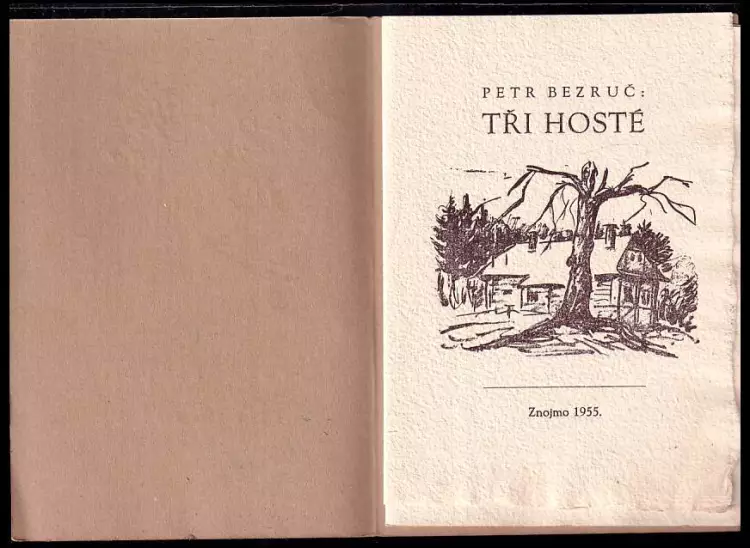 PETR BEZRUČ:
TŘI HOSTÉ
Znojmo 1955.